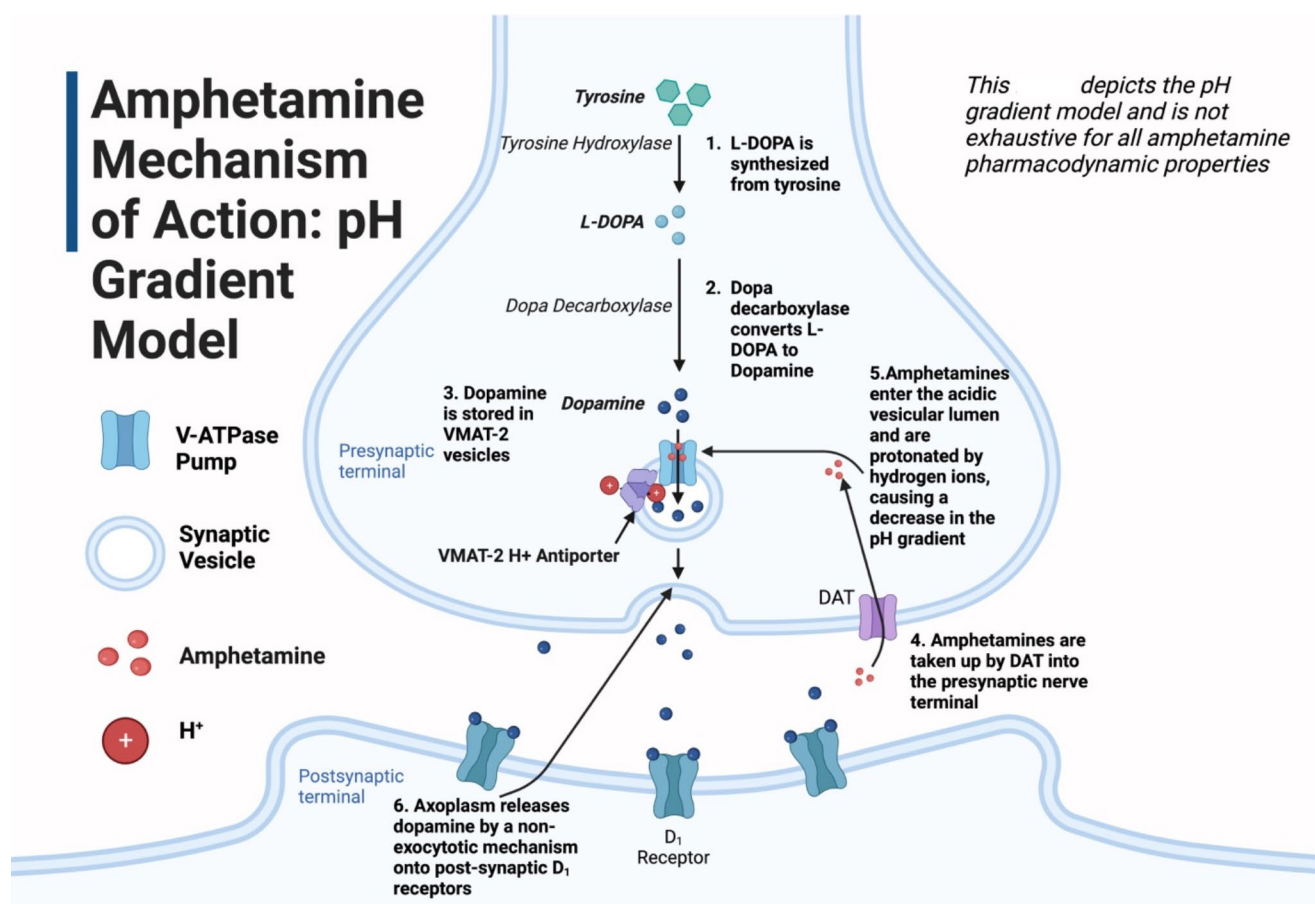 Amphetamine
Mechanism
of Action: pH
Gradient
Model
This depicts the pH
gradient model and is not
exhaustive for all amphetamine
pharmacodynamic properties
Tyrosine
Tyrosine Hydroxylase
1. L-DOPA is
synthesized
from tyrosine
L-DOPA
Dopa Decarboxylase
2. Dopa
decarboxylase
converts L-
DOPA to
Dopamine
3. Dopamine
is stored in
VMAT-2
vesicles
Dopamine
5.Amphetamines
enter the acidic
vesicular lumen
and are
protonated by
hydrogen ions,
causing a
decrease in the
pH gradient
Presynaptic
terminal
+
+
VMAT-2 H+ Antiporter
V-ATPase
Pump
Synaptic
Vesicle
Amphetamine
+
H⁺
DAT
4. Amphetamines are
taken up by DAT into
the presynaptic nerve
terminal
Postsynaptic
terminal
6. Axoplasm releases
dopamine by a non-
exocytotic mechanism
onto post-synaptic D₁
receptors
D₁
Receptor